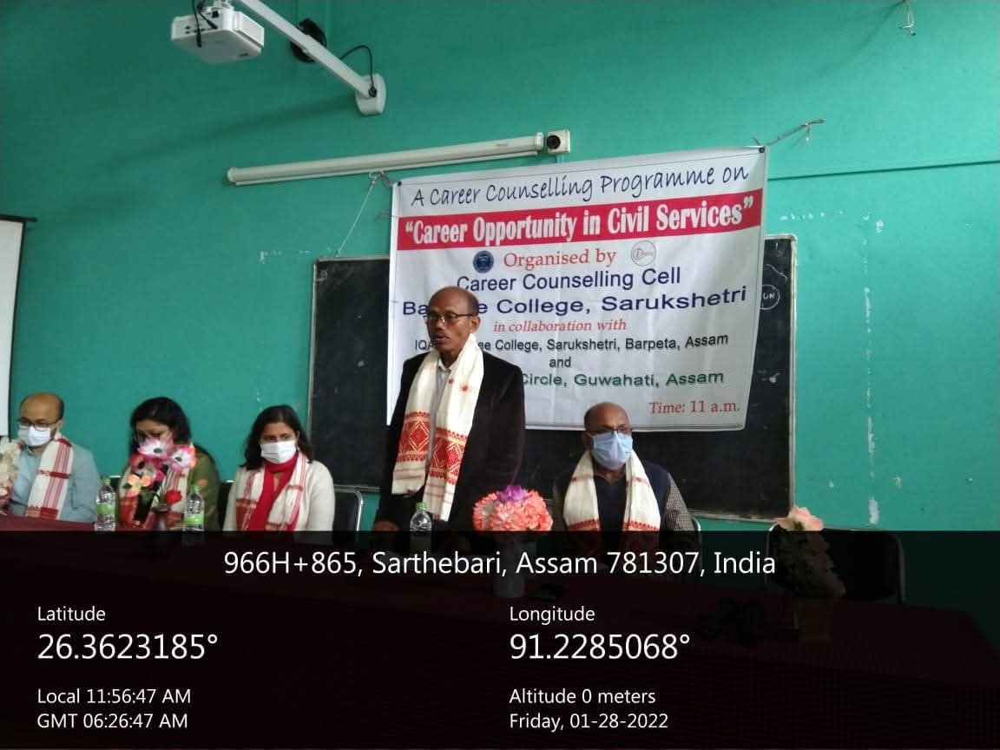 A Career Counselling Programme on
"Career Opportunity in Civil Services"
Organised by
Career Counselling Cell
College, Sarukshetri
in collaboration with
College, Sarukshetri, Barpeta, Assam
and
Circle, Guwahati, Assam
Time: 11 a.m.
966H+865, Sarthebari, Assam 781307, India
Latitude
26.3623185°
Longitude
91.2285068°
Local 11:56:47 AM
GMT 06:26:47 AM
Altitude 0 meters
Friday, 01-28-2022